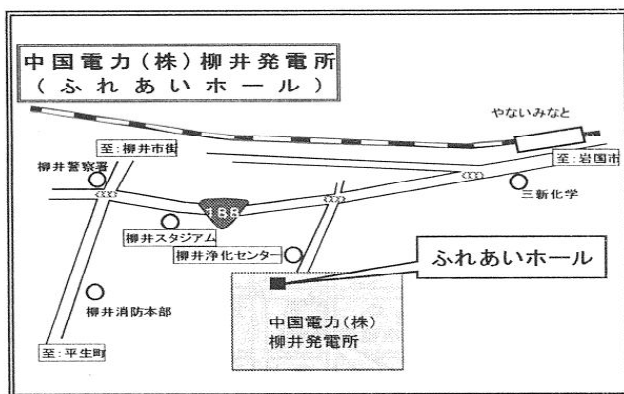 中国電力(株)柳井発電所
(ふれあいホール)
やないみなと
至:柳井市街
至:岩国市
柳井警察署
三新化学
188
柳井スタジアム
柳井浄化センター
ふれあいホール
柳井消防本部
中国電力(株)
柳井発電所
至:平生町